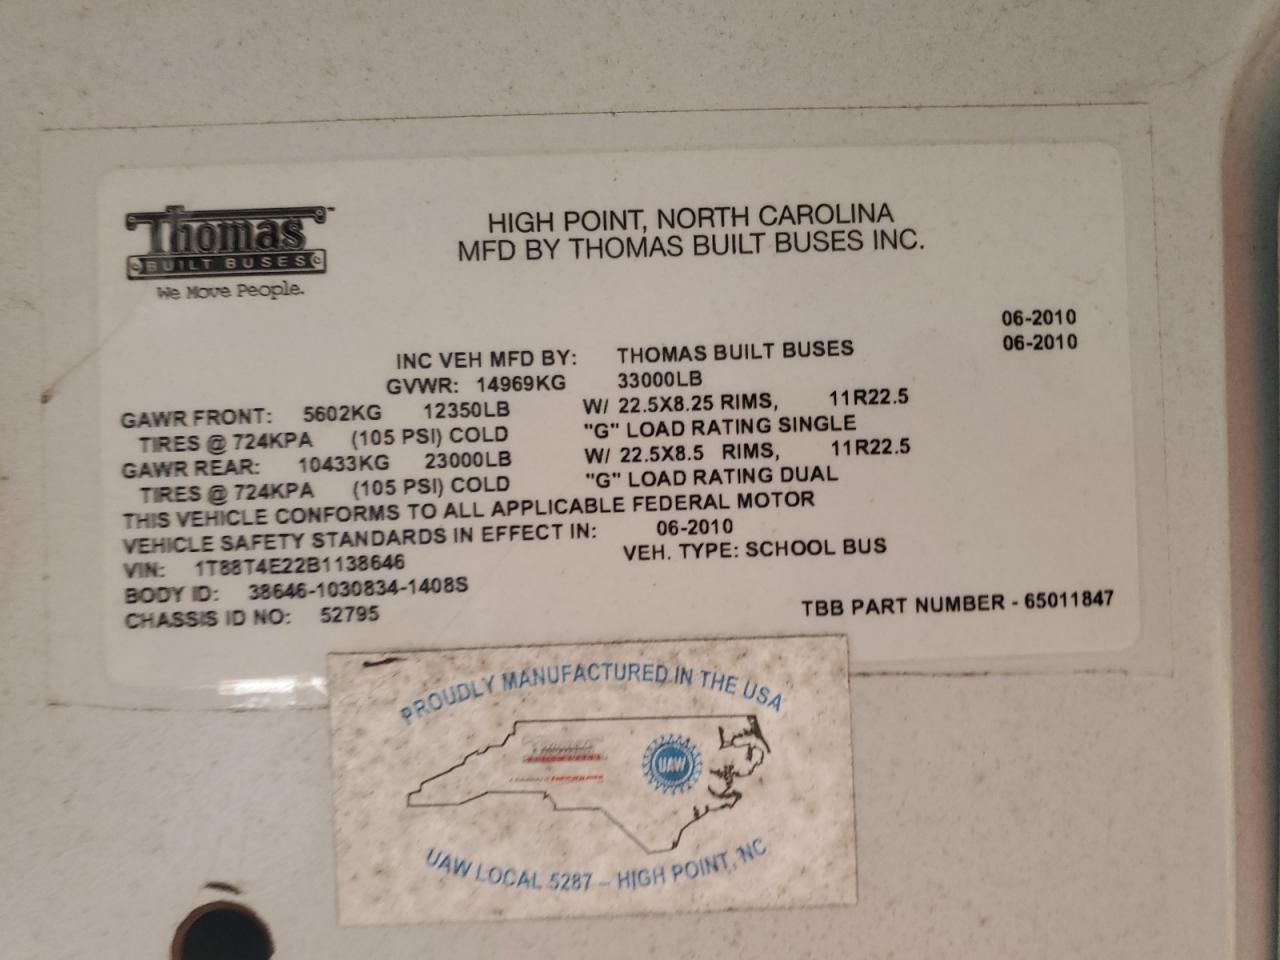 Thomas™
BUILT BUSES
We Move People.
HIGH POINT, NORTH CAROLINA
MFD BY THOMAS BUILT BUSES INC.
06-2010
INC VEH MFD BY: THOMAS BUILT BUSES 06-2010
GVWR: 14969KG 33000LB
GAWR FRONT: 5602KG 12350LB W/ 22.5X8.25 RIMS, 11R22.5
TIRES @ 724KPA (105 PSI) COLD "G" LOAD RATING SINGLE
GAWR REAR: 10433KG 23000LB W/ 22.5X8.5 RIMS, 11R22.5
TIRES @ 724KPA (105 PSI) COLD "G" LOAD RATING DUAL
THIS VEHICLE CONFORMS TO ALL APPLICABLE FEDERAL MOTOR
VEHICLE SAFETY STANDARDS IN EFFECT IN: 06-2010
VIN: 1T88T4E22B1138646 VEH. TYPE: SCHOOL BUS
BODY ID: 38646-1030834-1408S
CHASSIS ID NO: 52795 TBB PART NUMBER - 65011847
PROUDLY MANUFACTURED IN THE USA
THOMAS
UAW
UAW LOCAL 5287 – HIGH POINT, NC